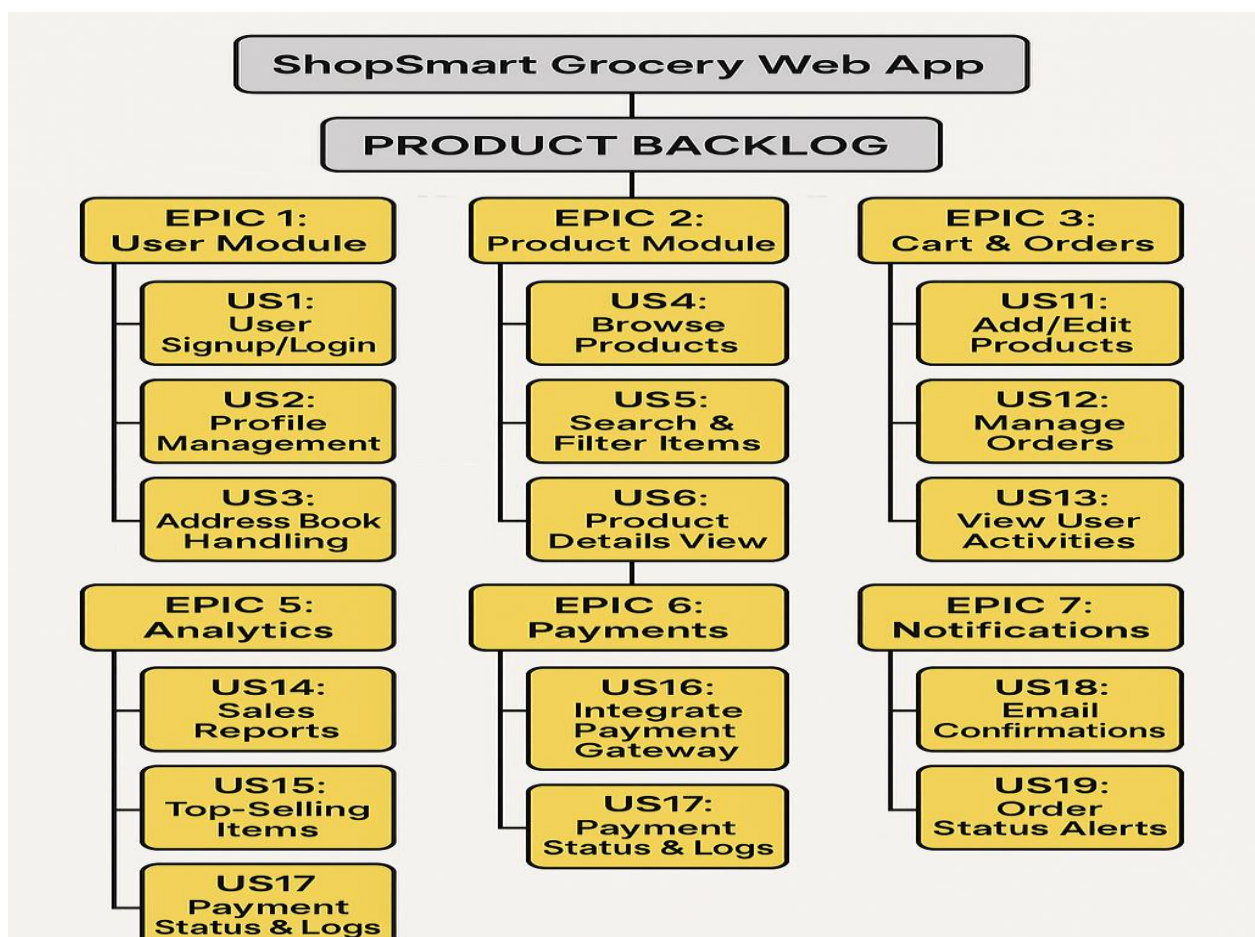 ShopSmart Grocery Web App
PRODUCT BACKLOG
EPIC 1:
User Module
US1:
User
Signup/Login
US2:
Profile
Management
US3:
Address Book
Handling
EPIC 2:
Product Module
US4:
Browse
Products
US5:
Search &
Filter Items
US6:
Product
Details View
EPIC 3:
Cart & Orders
US11:
Add/Edit
Products
US12:
Manage
Orders
US13:
View User
Activities
EPIC 5:
Analytics
US14:
Sales
Reports
US15:
Top-Selling
Items
US17
Payment
Status & Logs
EPIC 6:
Payments
US16:
Integrate
Payment
Gateway
US17:
Payment
Status & Logs
EPIC 7:
Notifications
US18:
Email
Confirmations
US19:
Order
Status Alerts